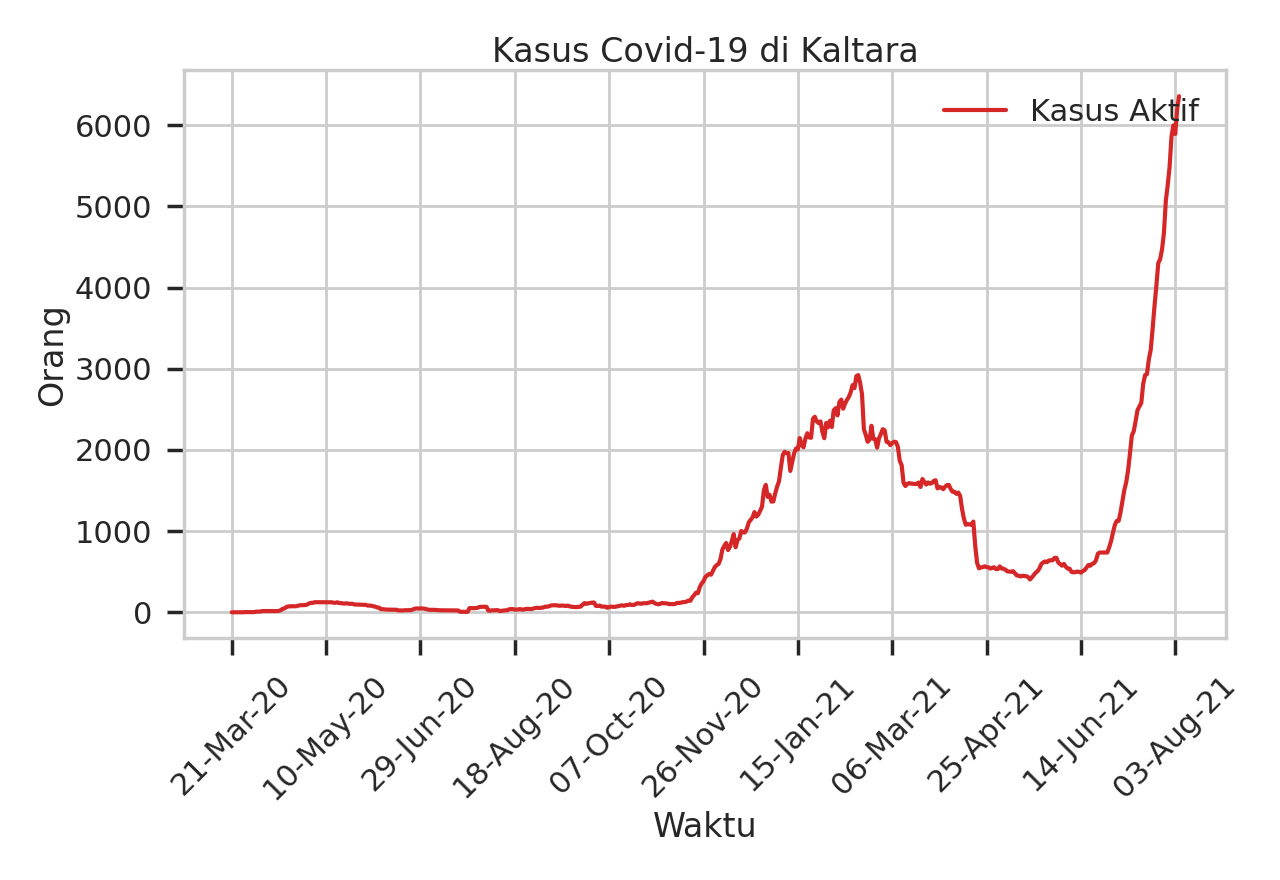 Kasus Covid-19 di Kaltara
Kasus Aktif
Orang
6000
5000
4000
3000
2000
1000
0
21-Mar-20
10-May-20
29-Jun-20
18-Aug-20
07-Oct-20
26-Nov-20
15-Jan-21
06-Mar-21
25-Apr-21
14-Jun-21
03-Aug-21
Waktu